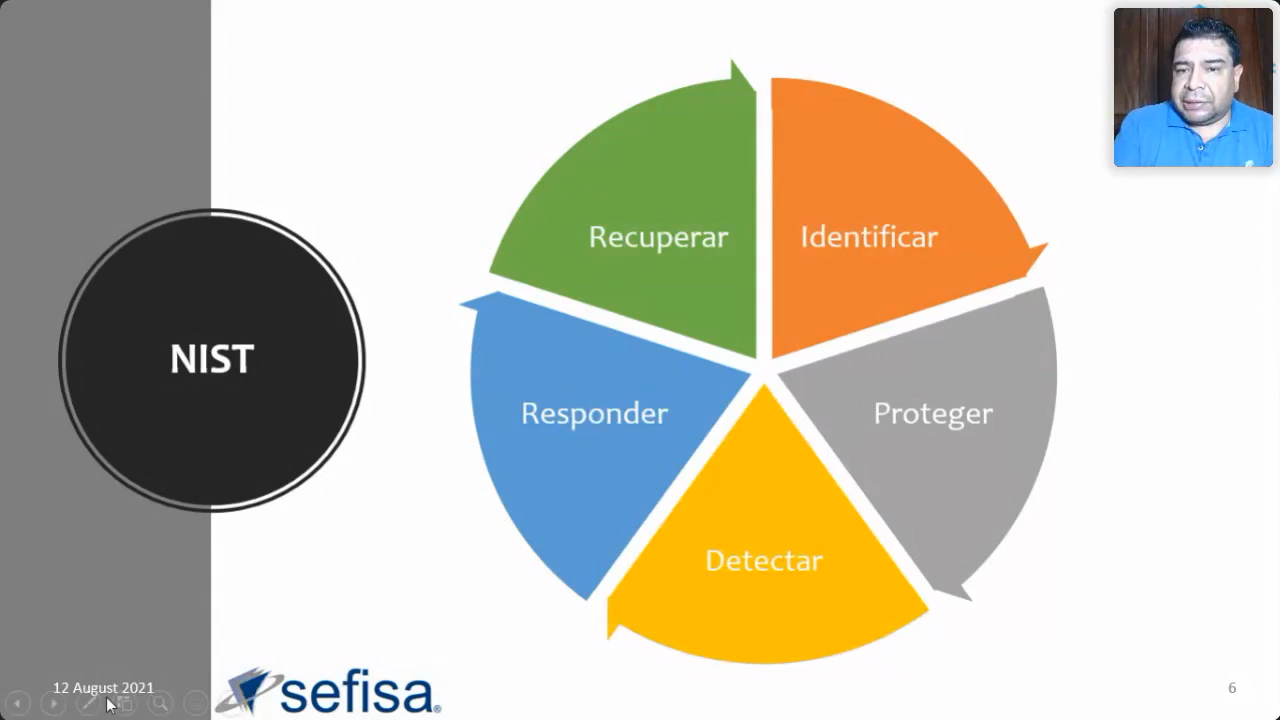 NIST
Recuperar
Identificar
Responder
Proteger
Detectar
12 August 2021
sefisa®
6